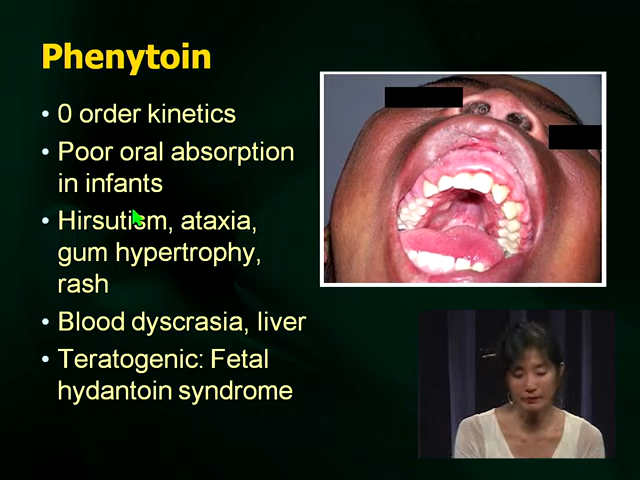 Phenytoin
• 0 order kinetics
• Poor oral absorption
in infants
• Hirsutism, ataxia,
gum hypertrophy,
rash
• Blood dyscrasia, liver
• Teratogenic: Fetal
hydantoin syndrome